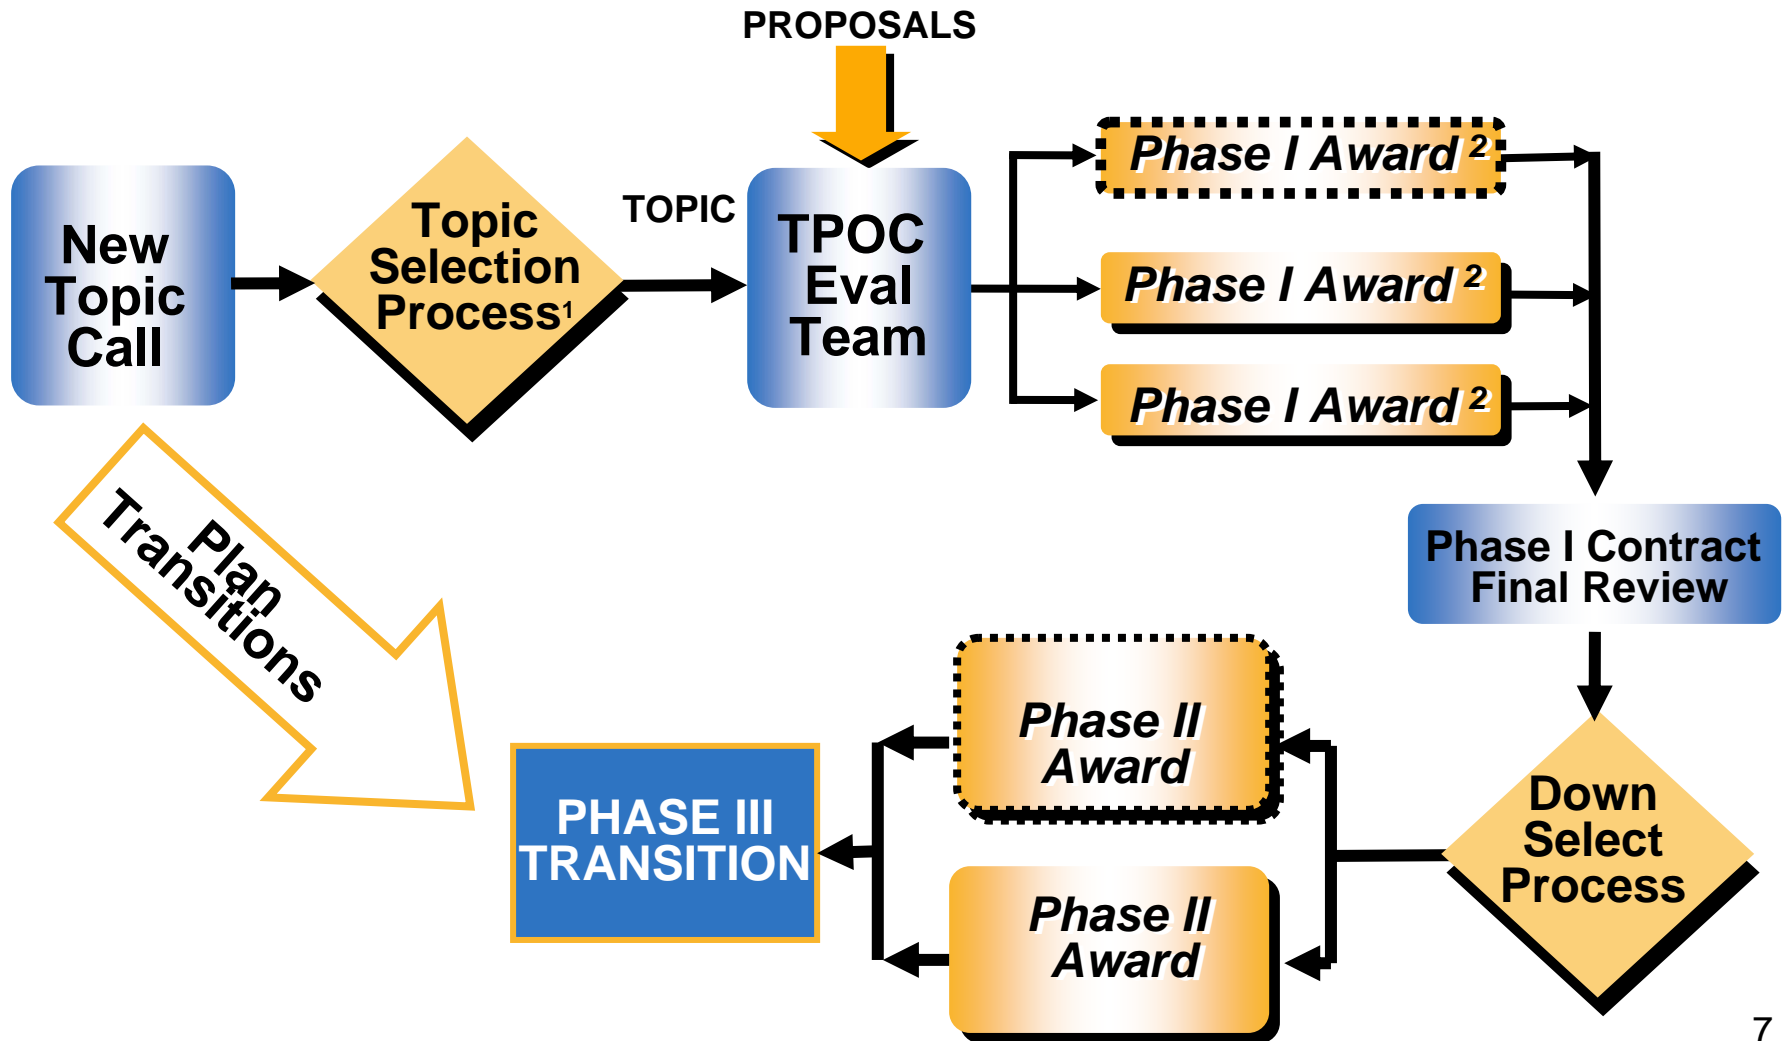 PROPOSALS
New
Topic
Call
Topic
Selection
Process¹
TOPIC
TPOC
Eval
Team
Phase I Award ²
Phase I Award ²
Phase I Award ²
Phase I Contract
Final Review
Down
Select
Process
Phase II
Award
Phase II
Award
PHASE III
TRANSITION
Plan
Transitions
7